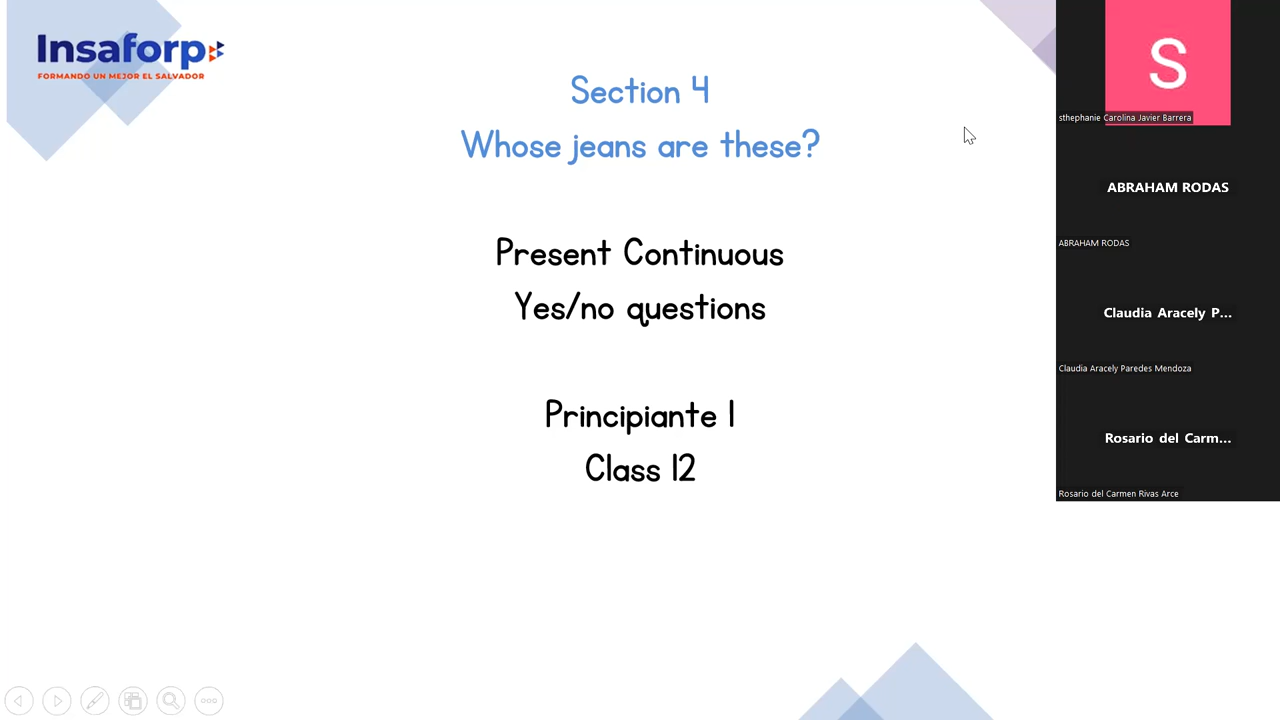 Insaforp
FORMANDO UN MEJOR EL SALVADOR
Section 4
Whose jeans are these?
Present Continuous
Yes/no questions
Principiante 1
Class 12
S
sthephanie Carolina Javier Barrera
ABRAHAM RODAS
ABRAHAM RODAS
Claudia Aracely P...
Claudia Aracely Paredes Mendoza
Rosario del Carm...
Rosario del Carmen Rivas Arce